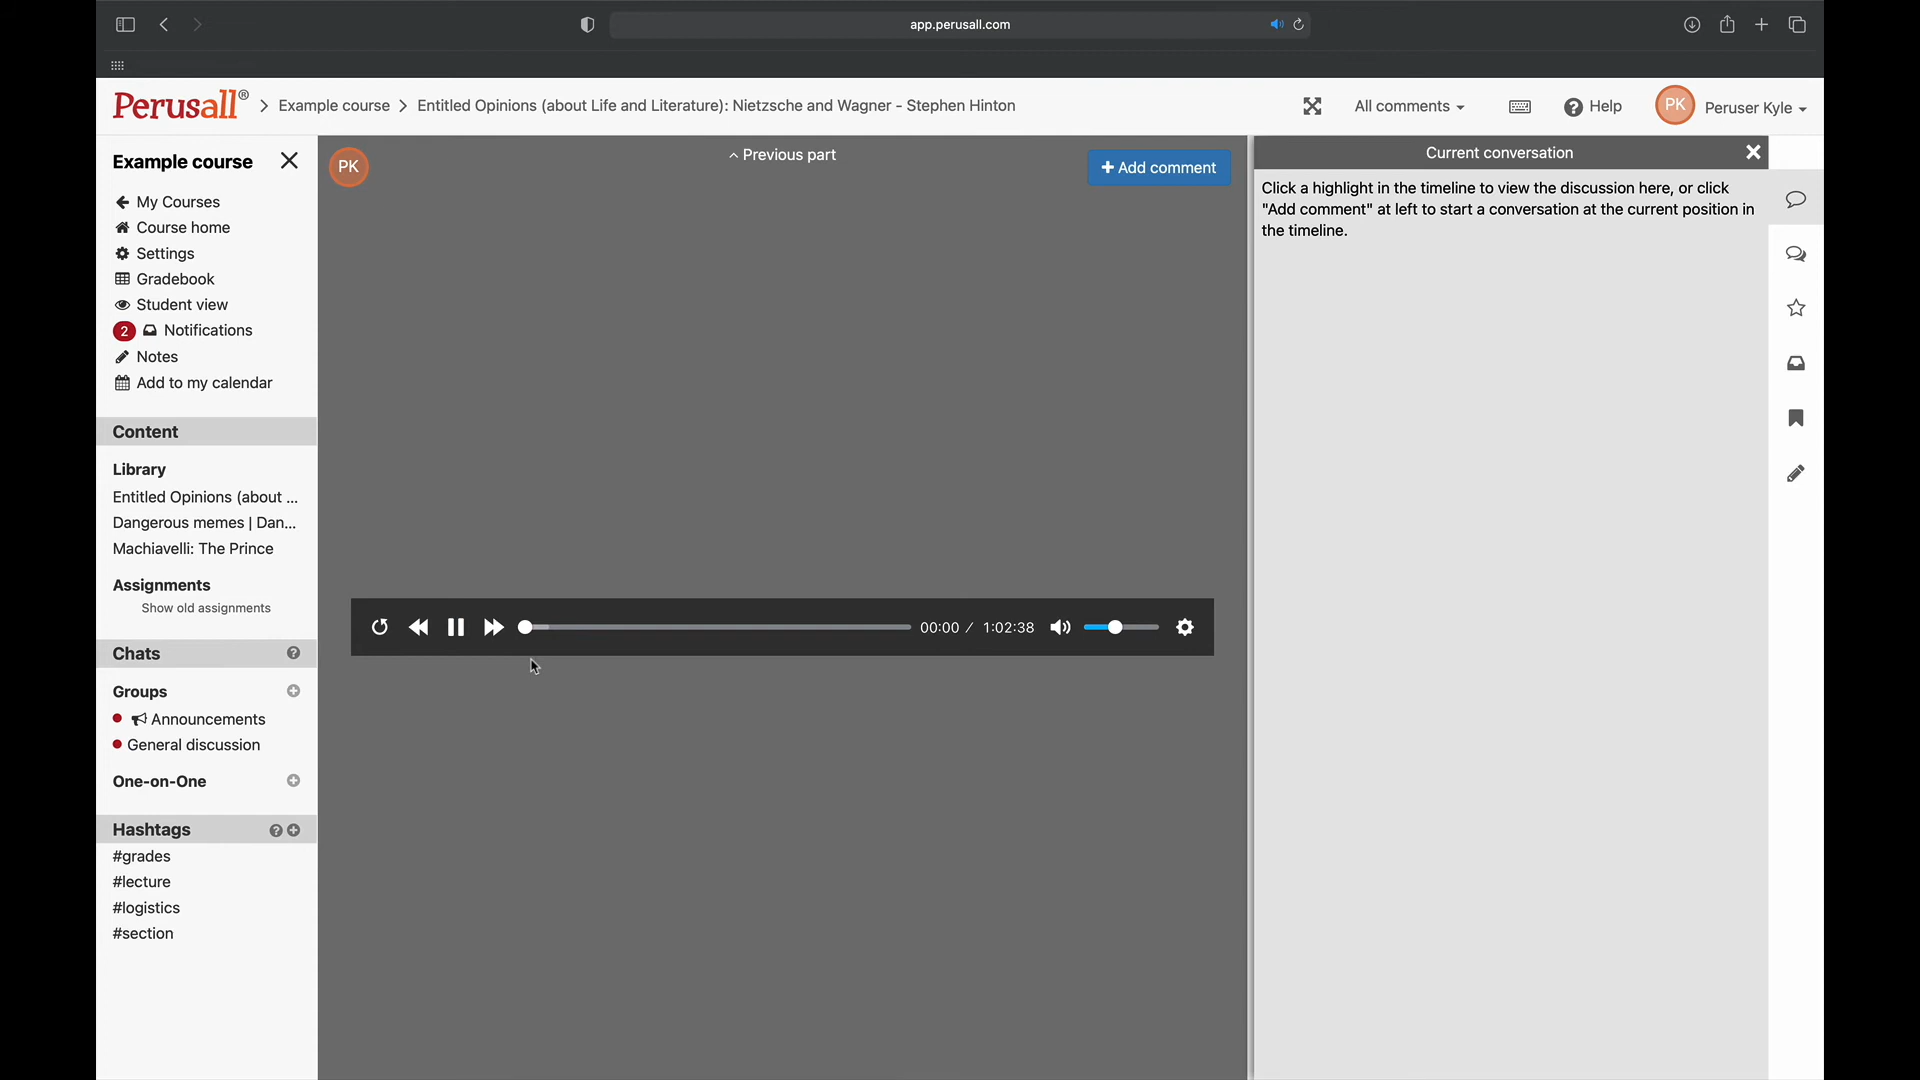 app.perusall.com
Perusall® > Example course > Entitled Opinions (about Life and Literature): Nietzsche and Wagner - Stephen Hinton
All comments
Help
PK
Peruser Kyle
Example course
My Courses
Course home
Settings
Gradebook
Student view
2 Notifications
Notes
Add to my calendar
Content
Library
Entitled Opinions (about ...
Dangerous memes | Dan...
Machiavelli: The Prince
Assignments
Show old assignments
Chats
Groups
Announcements
General discussion
One-on-One
Hashtags
#grades
#lecture
#logistics
#section
PK
Previous part
+ Add comment
00:00 / 1:02:38
Current conversation
Click a highlight in the timeline to view the discussion here, or click
"Add comment" at left to start a conversation at the current position in
the timeline.